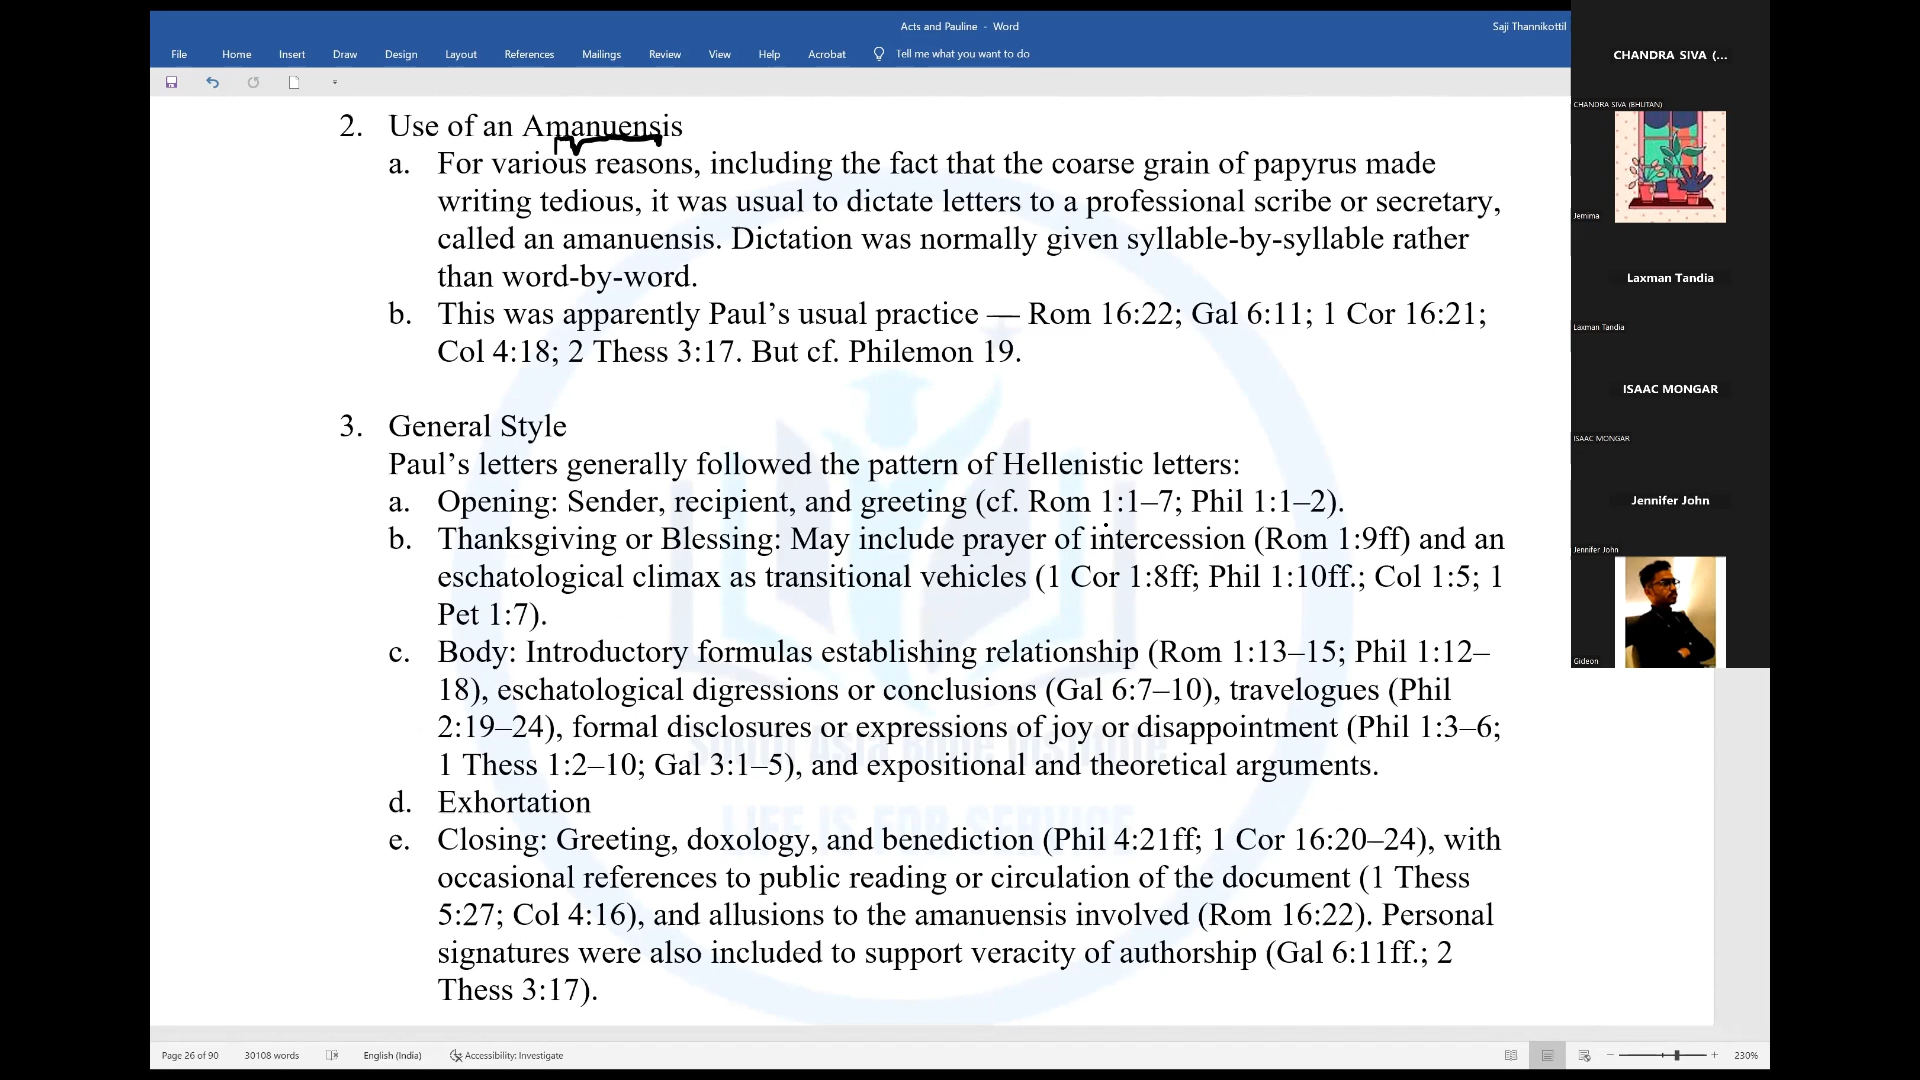 Acts and Pauline - Word
Saji Thannikottil
File Home Insert Draw Design Layout References Mailings Review View Help Acrobat Tell me what you want to do
2. Use of an Amanuensis
a. For various reasons, including the fact that the coarse grain of papyrus made
writing tedious, it was usual to dictate letters to a professional scribe or secretary,
called an amanuensis. Dictation was normally given syllable-by-syllable rather
than word-by-word.
b. This was apparently Paul’s usual practice — Rom 16:22; Gal 6:11; 1 Cor 16:21;
Col 4:18; 2 Thess 3:17. But cf. Philemon 19.
3. General Style
Paul’s letters generally followed the pattern of Hellenistic letters:
a. Opening: Sender, recipient, and greeting (cf. Rom 1:1–7; Phil 1:1–2).
b. Thanksgiving or Blessing: May include prayer of intercession (Rom 1:9ff) and an
eschatological climax as transitional vehicles (1 Cor 1:8ff; Phil 1:10ff.; Col 1:5; 1
Pet 1:7).
c. Body: Introductory formulas establishing relationship (Rom 1:13–15; Phil 1:12–
18), eschatological digressions or conclusions (Gal 6:7–10), travelogues (Phil
2:19–24), formal disclosures or expressions of joy or disappointment (Phil 1:3–6;
1 Thess 1:2–10; Gal 3:1–5), and expositional and theoretical arguments.
d. Exhortation
e. Closing: Greeting, doxology, and benediction (Phil 4:21ff; 1 Cor 16:20–24), with
occasional references to public reading or circulation of the document (1 Thess
5:27; Col 4:16), and allusions to the amanuensis involved (Rom 16:22). Personal
signatures were also included to support veracity of authorship (Gal 6:11ff.; 2
Thess 3:17).
South Asia Bible Institute
LIFE IS FOR SERVICE
Page 26 of 90 30108 words English (India) Accessibility: Investigate 230%
CHANDRA SIVA (...
CHANDRA SIVA (BHUTAN)
Jemima
Laxman Tandia
Laxman Tandia
ISAAC MONGAR
ISAAC MONGAR
Jennifer John
Jennifer John
Gideon